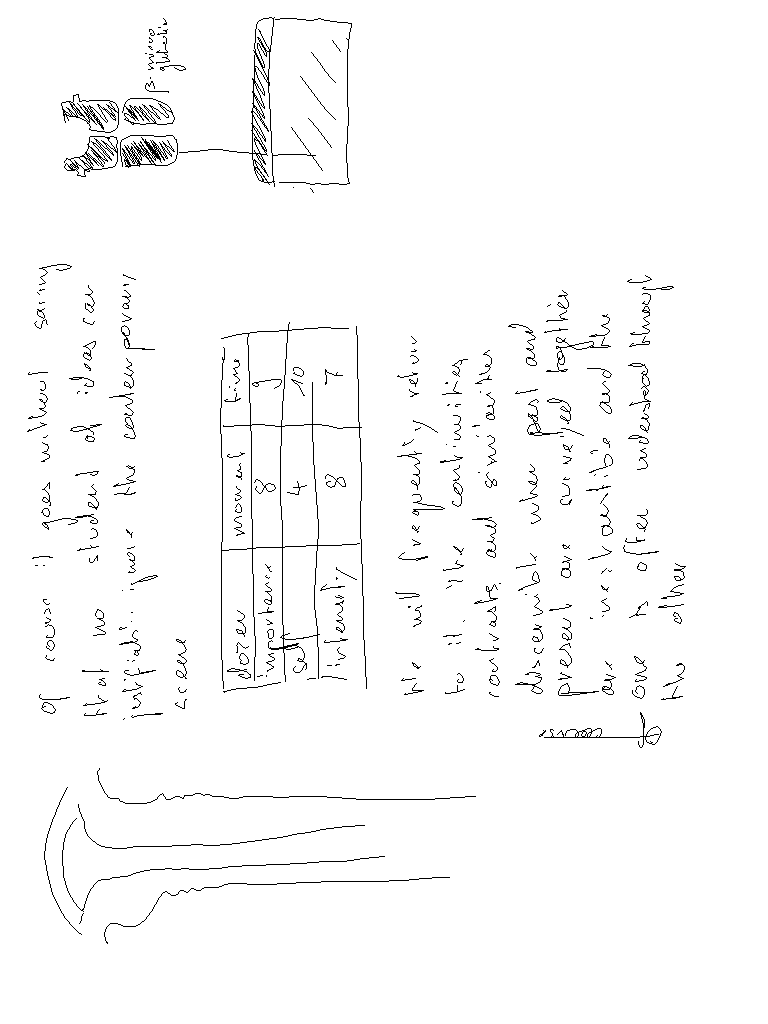 Of course it goes without saying
that no student of ideas can
justifiably ignore the contemporary
scene
dozen moment time
importance 8 9
self 4 10
intensity 8 7
We will frequently return
to it. The continuities
contrasts and similarities
discernible when past and
present are surveyed together
are inexhaustible and the
one is often understood through
the other
β-micro
globulin